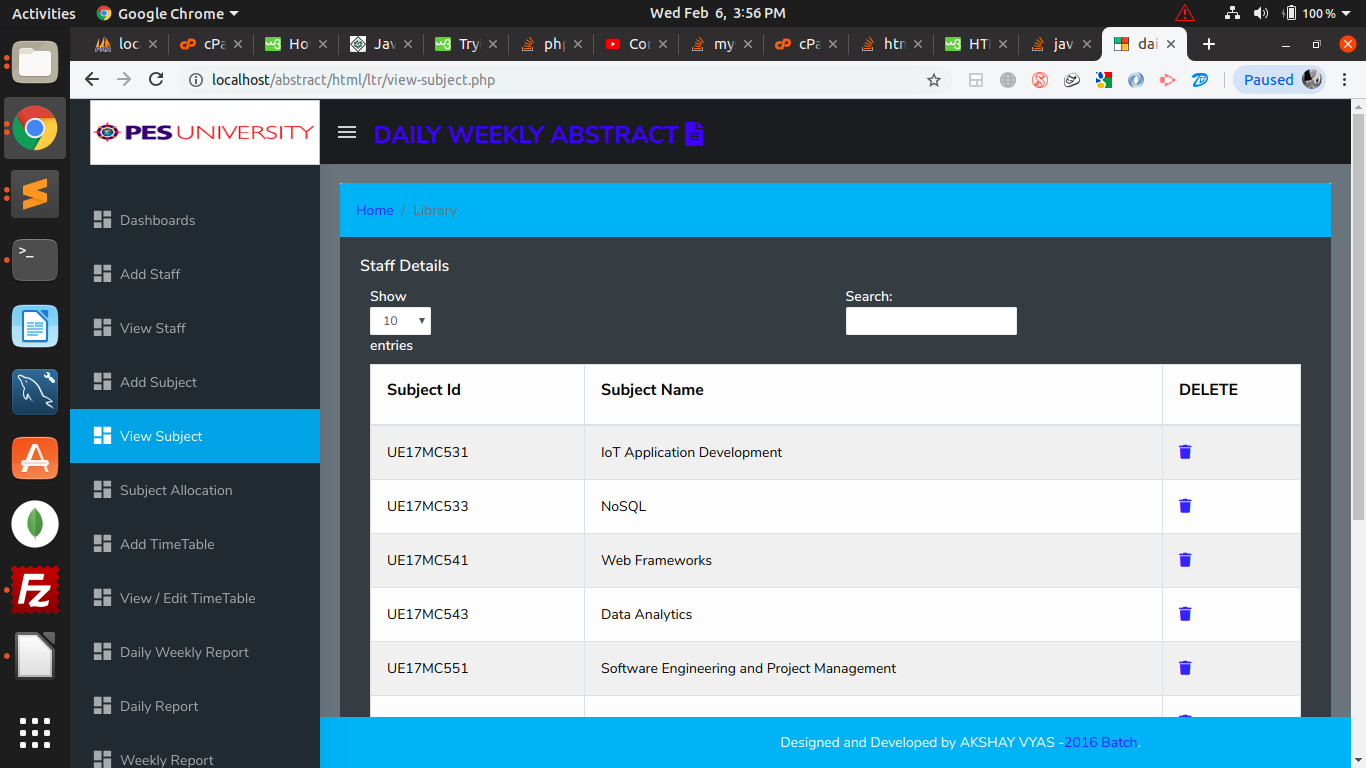 Activities Google Chrome Wed Feb 6, 3:56 PM 100 %
loc cPa Ho Jav Try php Cor my cPa htn HTI jav dai
localhost/abstract/html/ltr/view-subject.php Paused
PES UNIVERSITY DAILY WEEKLY ABSTRACT
Dashboards
Add Staff
View Staff
Add Subject
View Subject
Subject Allocation
Add TimeTable
View / Edit TimeTable
Daily Weekly Report
Daily Report
Weekly Report
Home / Library
Staff Details
Show Search:
10
entries
Subject Id Subject Name DELETE
UE17MC531 IoT Application Development
UE17MC533 NoSQL
UE17MC541 Web Frameworks
UE17MC543 Data Analytics
UE17MC551 Software Engineering and Project Management
Designed and Developed by AKSHAY VYAS -2016 Batch.